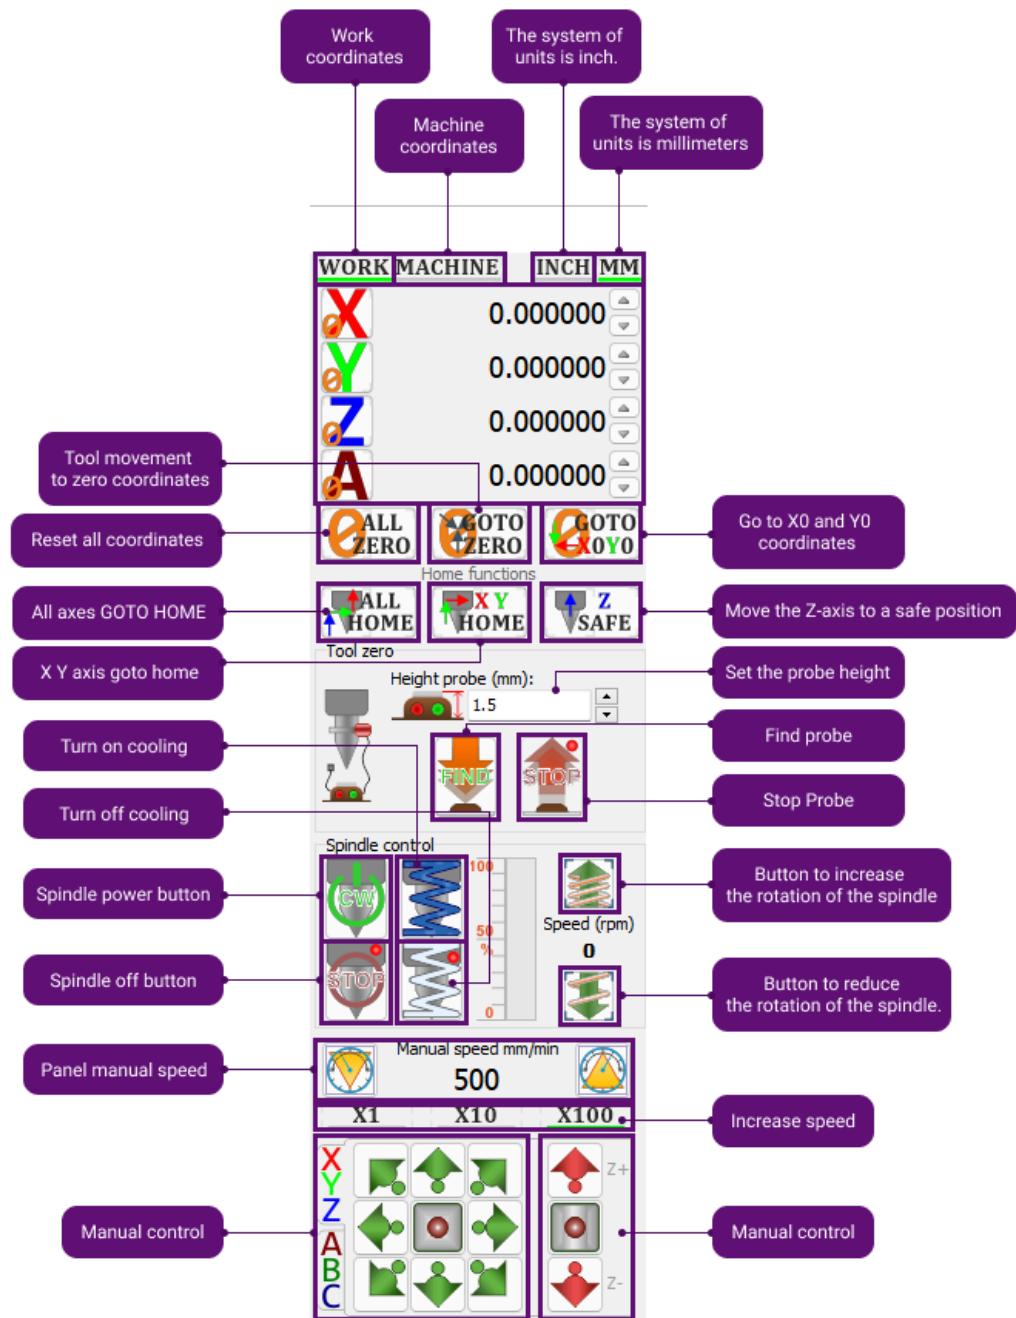 Work
coordinates
The system of
units is inch.
Machine
coordinates
The system of
units is millimeters
WORK MACHINE INCH MM
0X 0.000000
0Y 0.000000
0Z 0.000000
0A 0.000000
Tool movement
to zero coordinates
Reset all coordinates
0 ALL
ZERO
0 GOTO
ZERO
0 GOTO
X0Y0
Go to X0 and Y0
coordinates
Home functions
All axes GOTO HOME
ALL
HOME
X Y
HOME
Z
SAFE
Move the Z-axis to a safe position
X Y axis goto home
Tool zero
Height probe (mm):
1.5
Set the probe height
Turn on cooling
FIND
STOP
Find probe
Turn off cooling
Stop Probe
Spindle control
Spindle power button
CW
100
50
%
0
Speed (rpm)
0
Button to increase
the rotation of the spindle
Spindle off button
STOP
Button to reduce
the rotation of the spindle.
Panel manual speed
Manual speed mm/min
500
X1 X10 X100
Increase speed
X
Y
Z
A
B
C
Z+
Z-
Manual control
Manual control